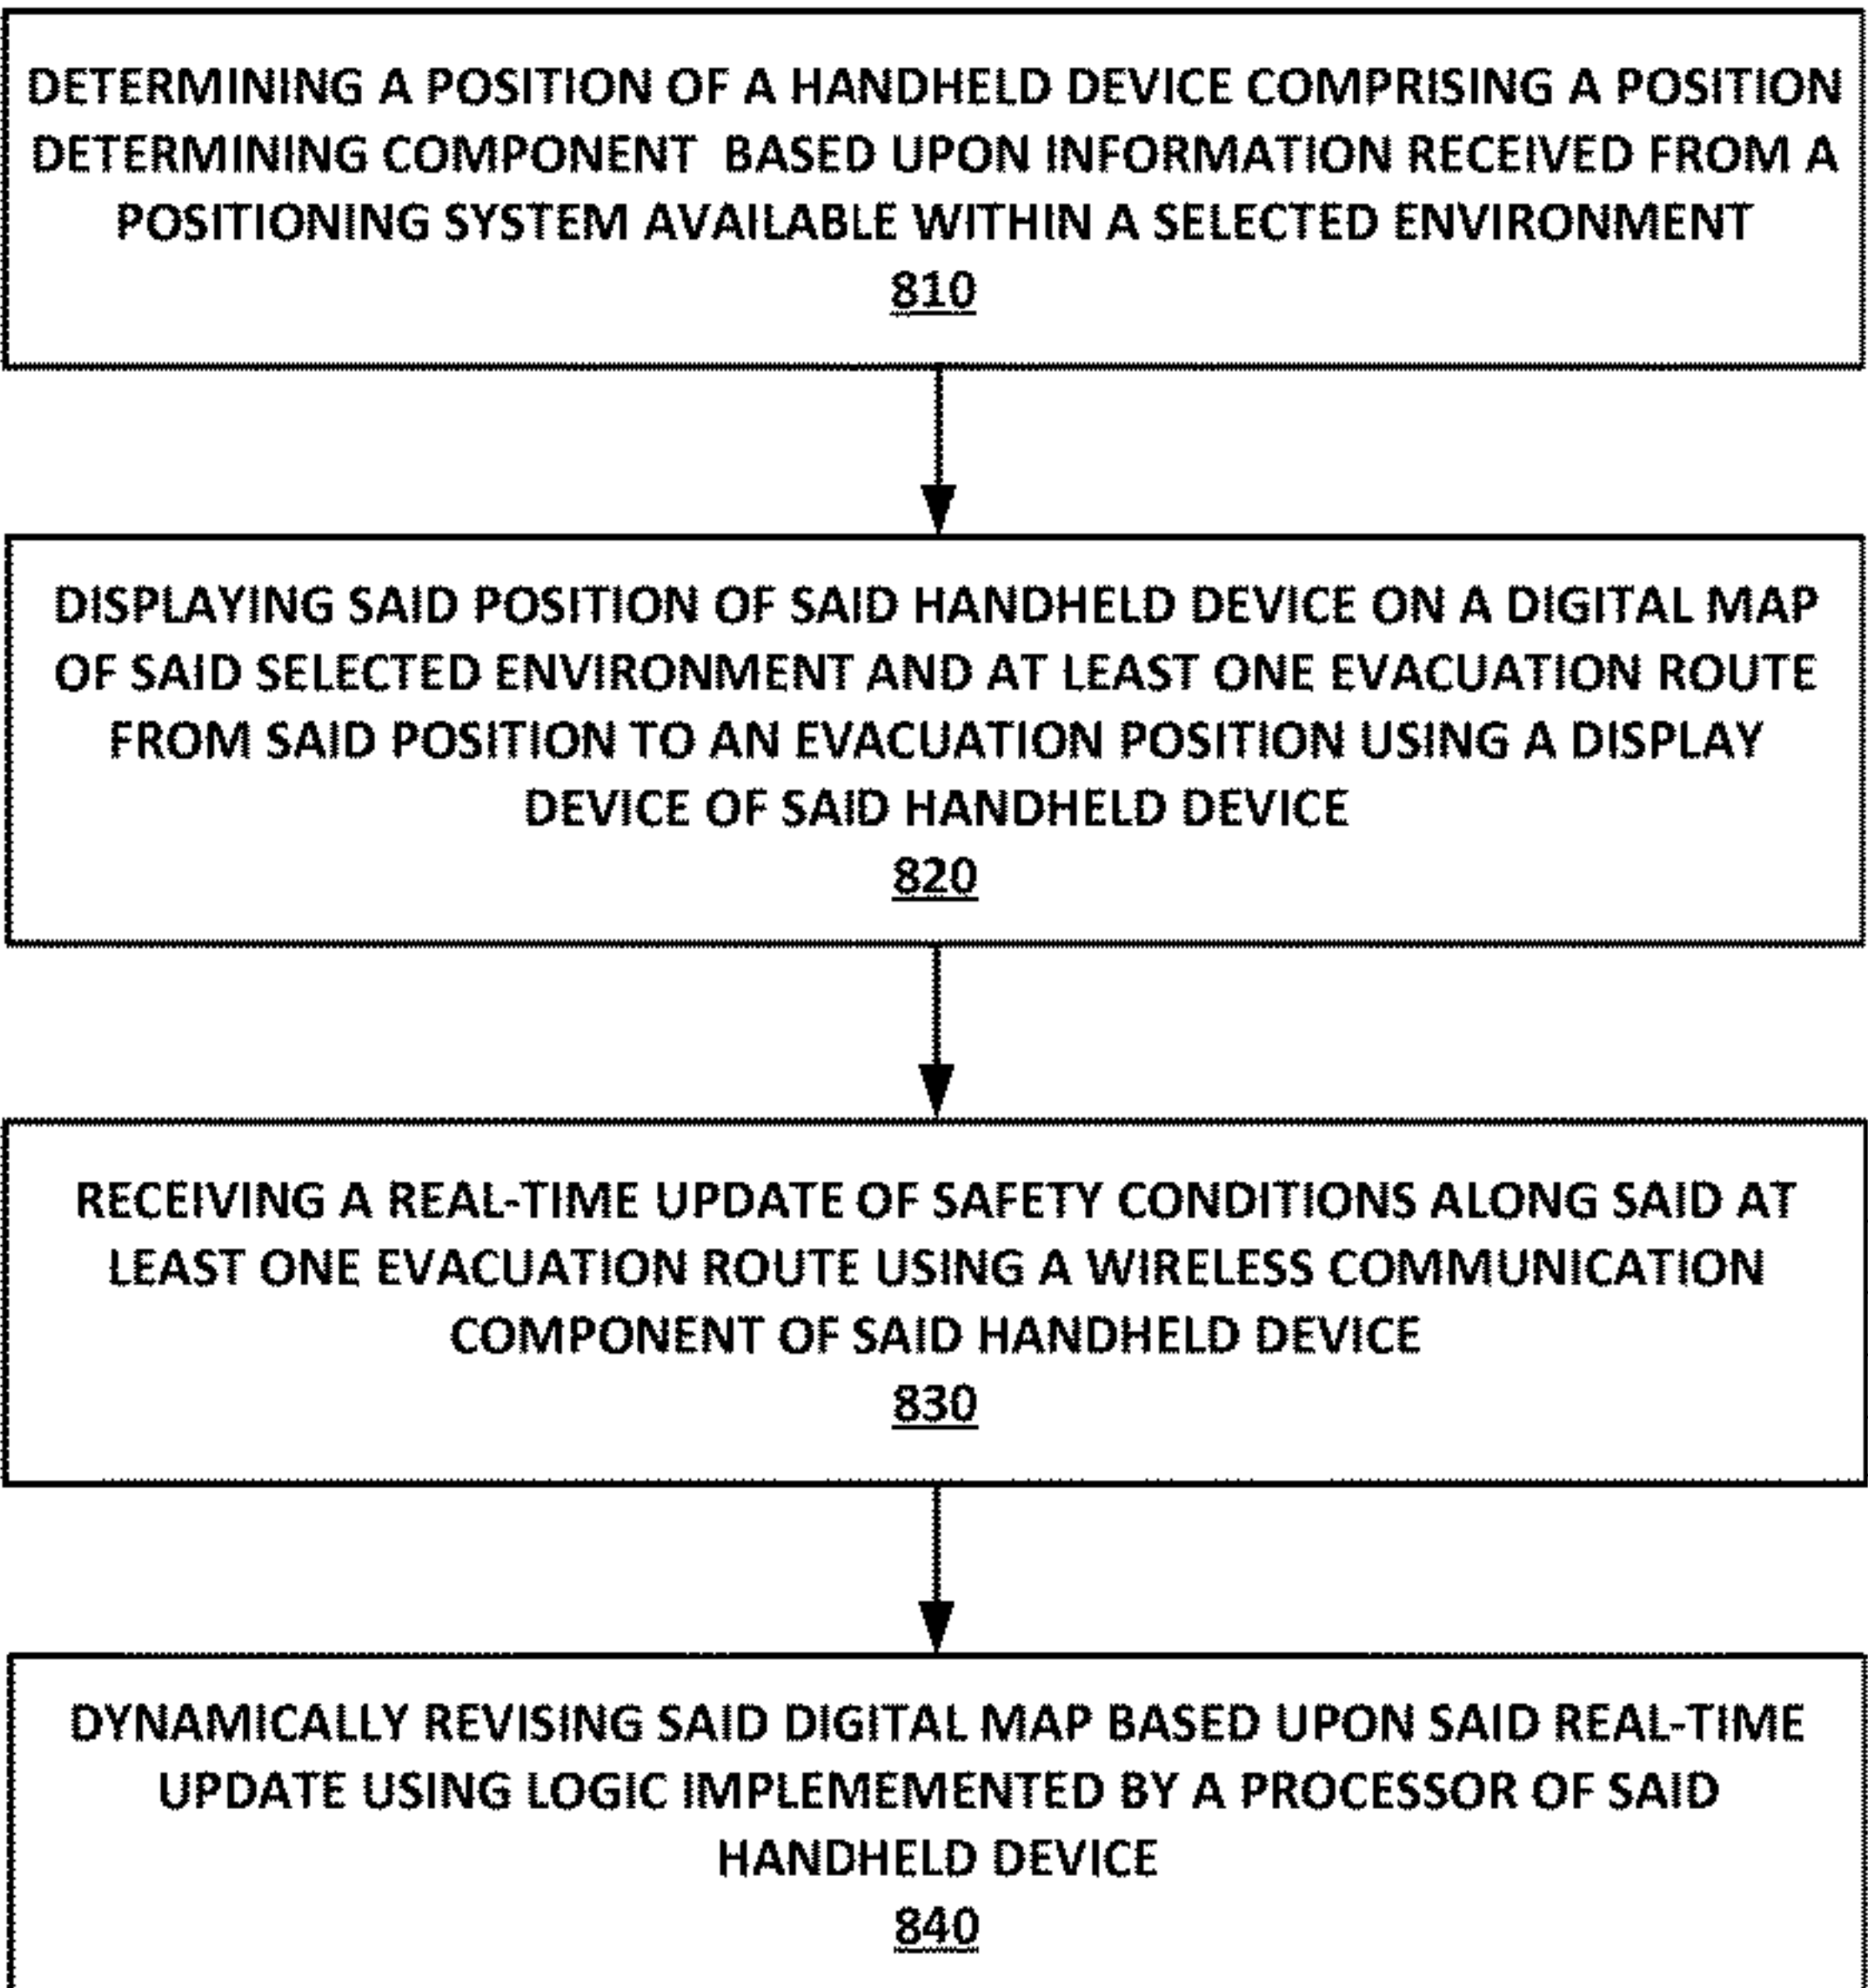 DETERMINING A POSITION OF A HANDHELD DEVICE COMPRISING A POSITION
DETERMINING COMPONENT BASED UPON INFORMATION RECEIVED FROM A
POSITIONING SYSTEM AVAILABLE WITHIN A SELECTED ENVIRONMENT
810
DISPLAYING SAID POSITION OF SAID HANDHELD DEVICE ON A DIGITAL MAP
OF SAID SELECTED ENVIRONMENT AND AT LEAST ONE EVACUATION ROUTE
FROM SAID POSITION TO AN EVACUATION POSITION USING A DISPLAY
DEVICE OF SAID HANDHELD DEVICE
820
RECEIVING A REAL-TIME UPDATE OF SAFETY CONDITIONS ALONG SAID AT
LEAST ONE EVACUATION ROUTE USING A WIRELESS COMMUNICATION
COMPONENT OF SAID HANDHELD DEVICE
830
DYNAMICALLY REVISING SAID DIGITAL MAP BASED UPON SAID REAL-TIME
UPDATE USING LOGIC IMPLEMEMENTED BY A PROCESSOR OF SAID
HANDHELD DEVICE
840